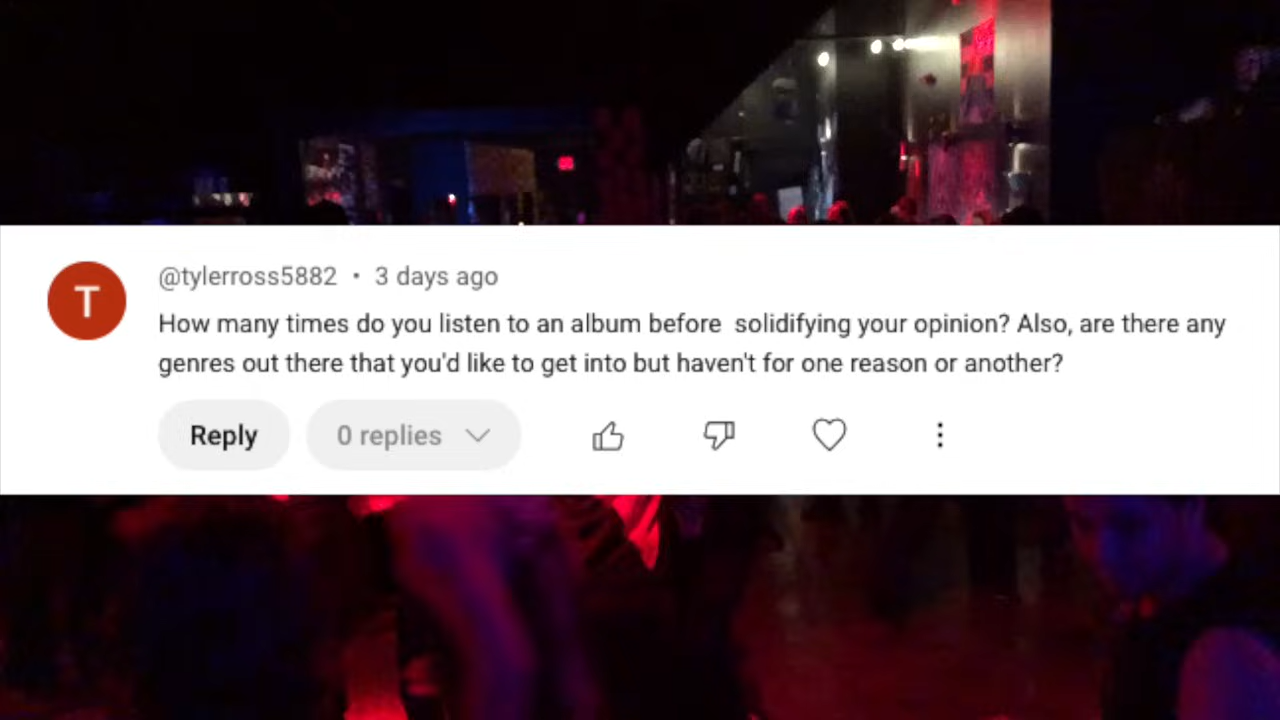 T
@tylerross5882 • 3 days ago
How many times do you listen to an album before  solidifying your opinion? Also, are there any
genres out there that you'd like to get into but haven't for one reason or another?
Reply
0 replies